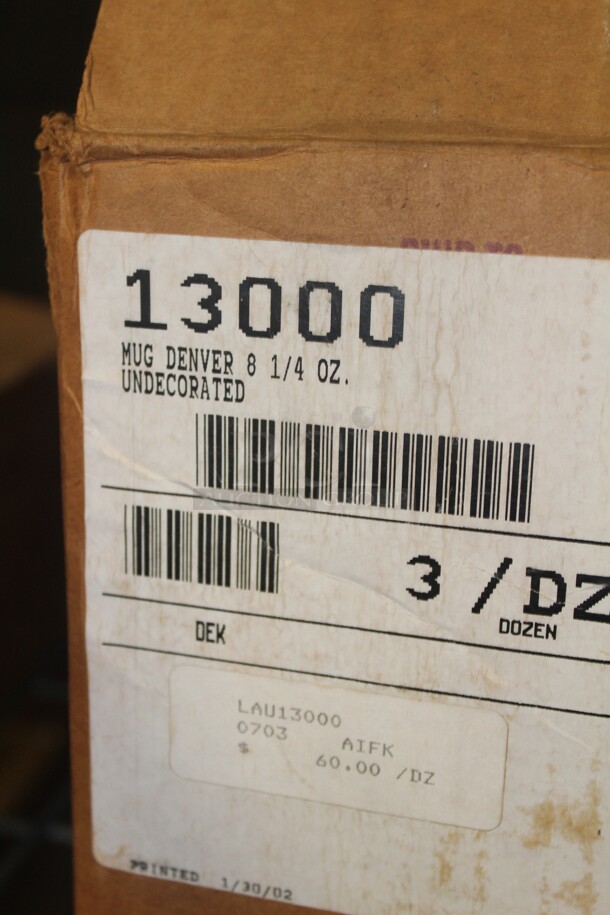 13000
MUG DENVER 8 1/4 OZ.
UNDECORATED
3 /DZ
DOZEN
DEK
LAU13000
0703 AIFK
$ 60.00 /DZ
PRINTED 1/30/02